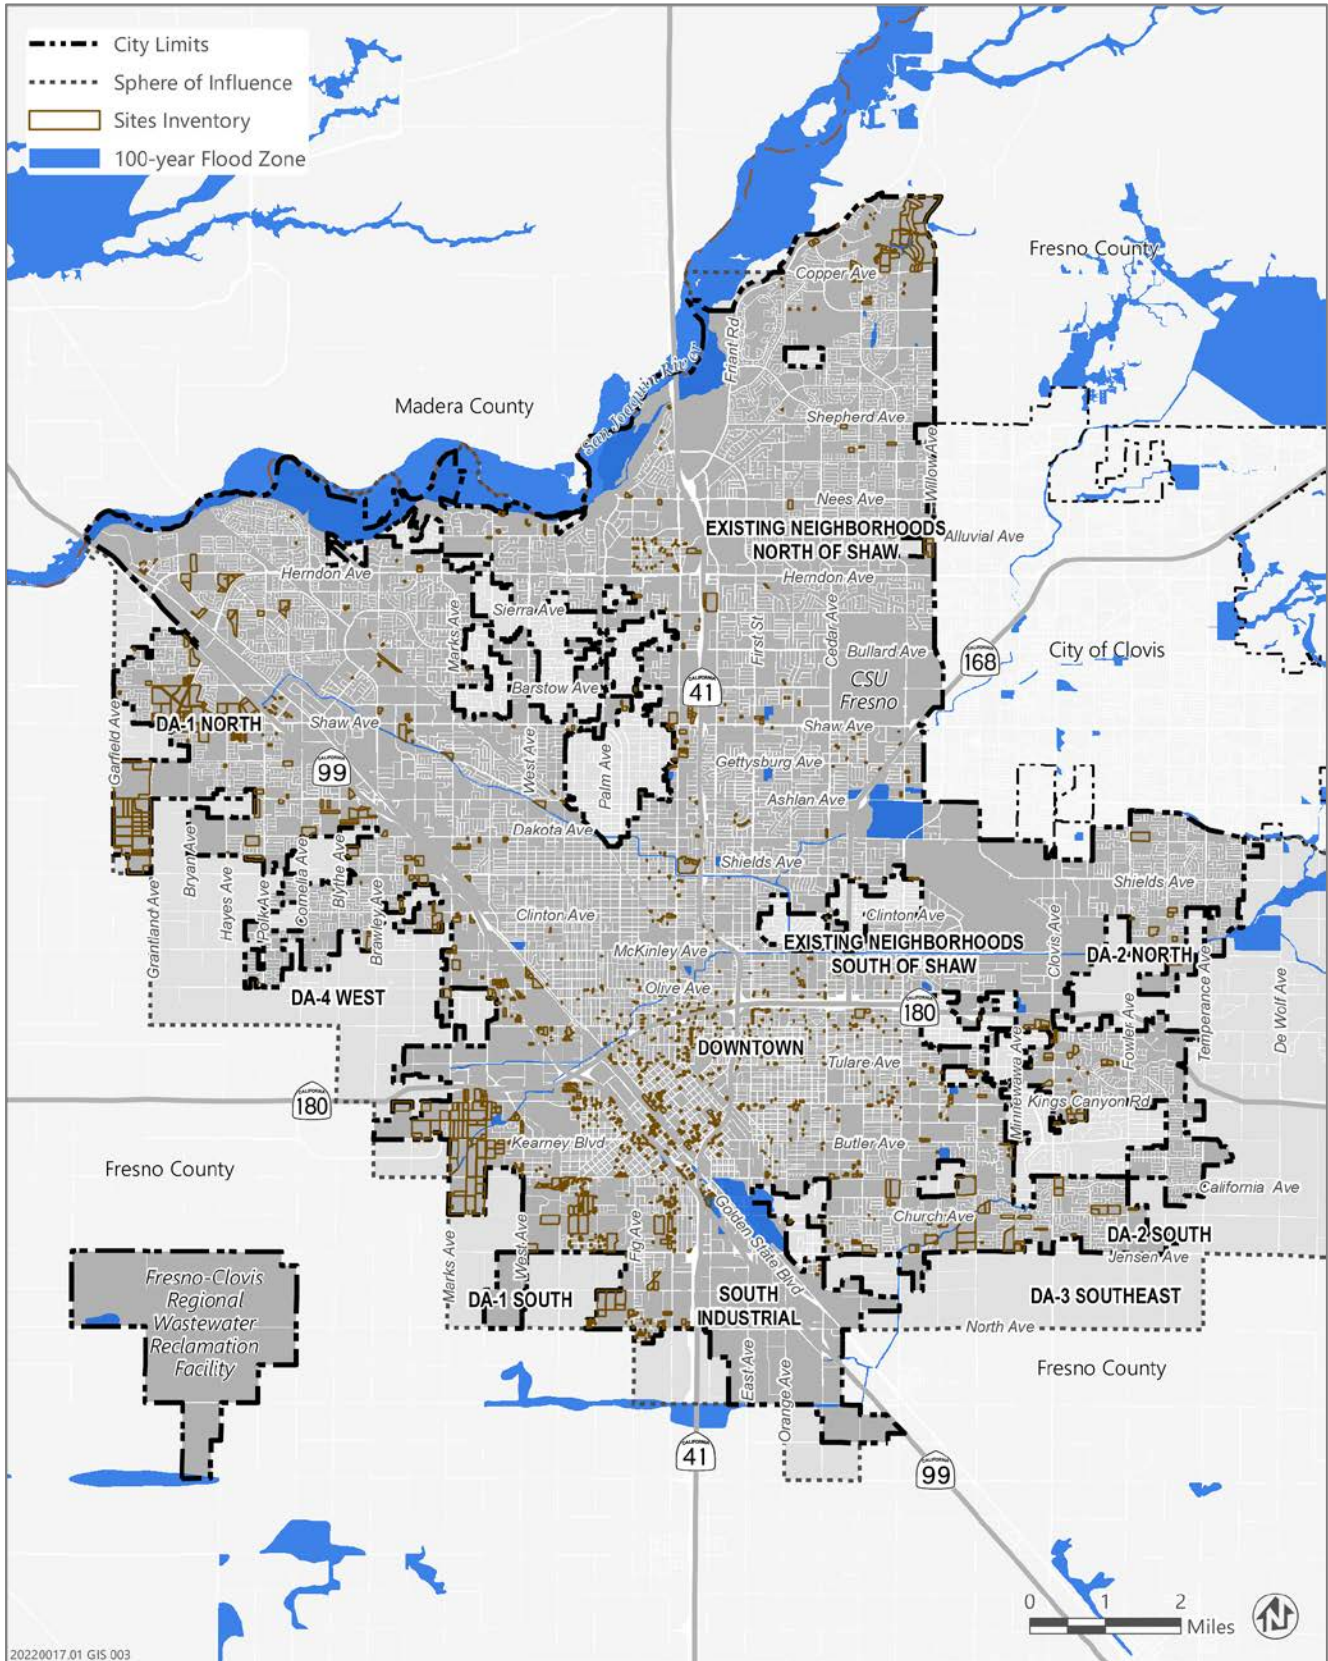 City Limits
Sphere of Influence
Sites Inventory
100-year Flood Zone
Fresno County
Copper Ave
Friant Rd
San Joaquin River
Madera County
Shepherd Ave
Willow Ave
Nees Ave
EXISTING NEIGHBORHOODS
NORTH OF SHAW
Alluvial Ave
Herndon Ave
Herndon Ave
Sierra Ave
Marks Ave
First St
Cedar Ave
Bullard Ave
CALIFORNIA
168
City of Clovis
CSU
Fresno
Barstow Ave
CALIFORNIA
41
Garfield Ave
DA-1 NORTH
Shaw Ave
Shaw Ave
West Ave
Palm Ave
Gettysburg Ave
CALIFORNIA
99
Ashlan Ave
Dakota Ave
Bryan Ave
Hayes Ave
Polk Ave
Cornelia Ave
Blythe Ave
Brawley Ave
Grantland Ave
Shields Ave
Shields Ave
Clinton Ave
Clinton Ave
Clovis Ave
McKinley Ave
EXISTING NEIGHBORHOODS
SOUTH OF SHAW
DA-2 NORTH
Temperance Ave
De Wolf Ave
DA-4 WEST
Olive Ave
CALIFORNIA
180
DOWNTOWN
Tulare Ave
Minnewawa Ave
Fowler Ave
CALIFORNIA
180
Kings Canyon Rd
Kearney Blvd
Butler Ave
Fresno County
California Ave
Golden State Blvd
Church Ave
Fig Ave
West Ave
Marks Ave
DA-2 SOUTH
Jensen Ave
Fresno-Clovis
Regional
Wastewater
Reclamation
Facility
DA-1 SOUTH
SOUTH
INDUSTRIAL
DA-3 SOUTHEAST
North Ave
East Ave
Orange Ave
Fresno County
CALIFORNIA
41
CALIFORNIA
99
0 1 2
Miles
N
20220017.01 GIS 003